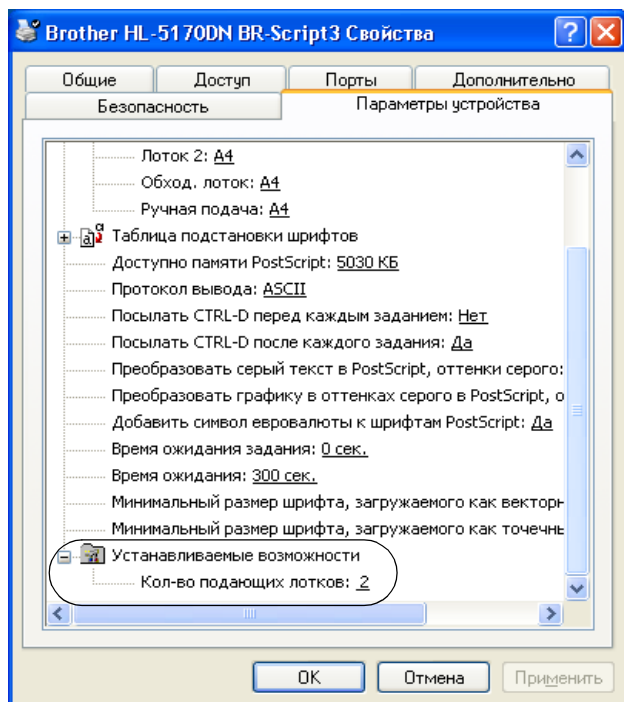 Brother HL-5170DN BR-Script3 Свойства
Общие Доступ Порты Дополнительно
Безопасность Параметры устройства
Лоток 2: A4
Обход. лоток: A4
Ручная подача: A4
Таблица подстановки шрифтов
Доступно памяти PostScript: 5030 КБ
Протокол вывода: ASCII
Посылать CTRL-D перед каждым заданием: Нет
Посылать CTRL-D после каждого задания: Да
Преобразовать серый текст в PostScript, оттенки серого:
Преобразовать графику в оттенках серого в PostScript, о
Добавить символ евровалюты к шрифтам PostScript: Да
Время ожидания задания: 0 сек.
Время ожидания: 300 сек.
Минимальный размер шрифта, загружаемого как векторн
Минимальный размер шрифта, загружаемого как точечны
Устанавливаемые возможности
Кол-во подающих лотков: 2
OK Отмена Применить